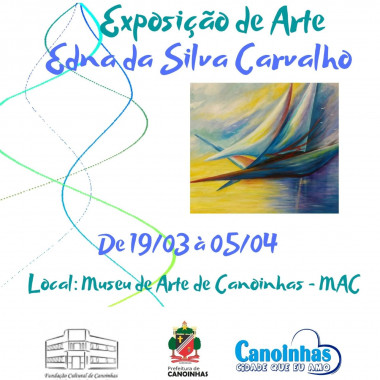 Exposição de Arte
Edna da Silva Carvalho
De 19/03 à 05/04
Local: Museu de Arte de Canoinhas - MAC
Fundação Cultural de Canoinhas
Prefeitura de
CANOINHAS
Canoinhas
CIDADE QUE EU AMO